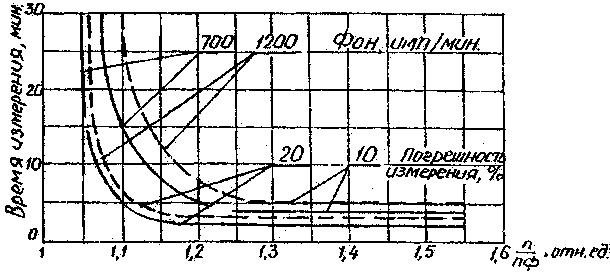 30
Время измерения, мин.
700 1200 Фон, имп/мин.
20
20 10 Погрешность
измерения, %
10
0
1 1,1 1,2 1,3 1,4 1,5 1,6 n/nф, отн.ед.